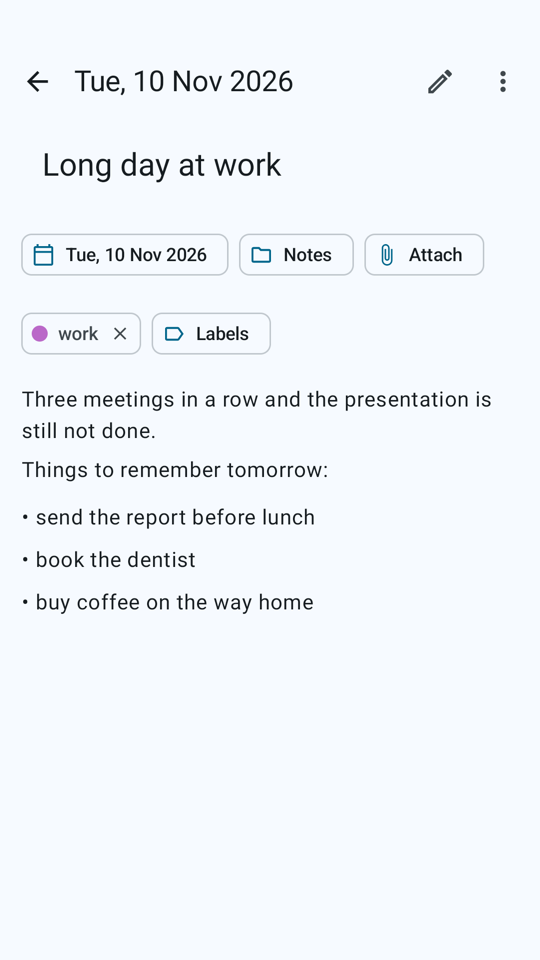 Tue, 10 Nov 2026
Long day at work
Tue, 10 Nov 2026 Notes Attach
work Labels
Three meetings in a row and the presentation is
still not done.
Things to remember tomorrow:
• send the report before lunch
• book the dentist
• buy coffee on the way home